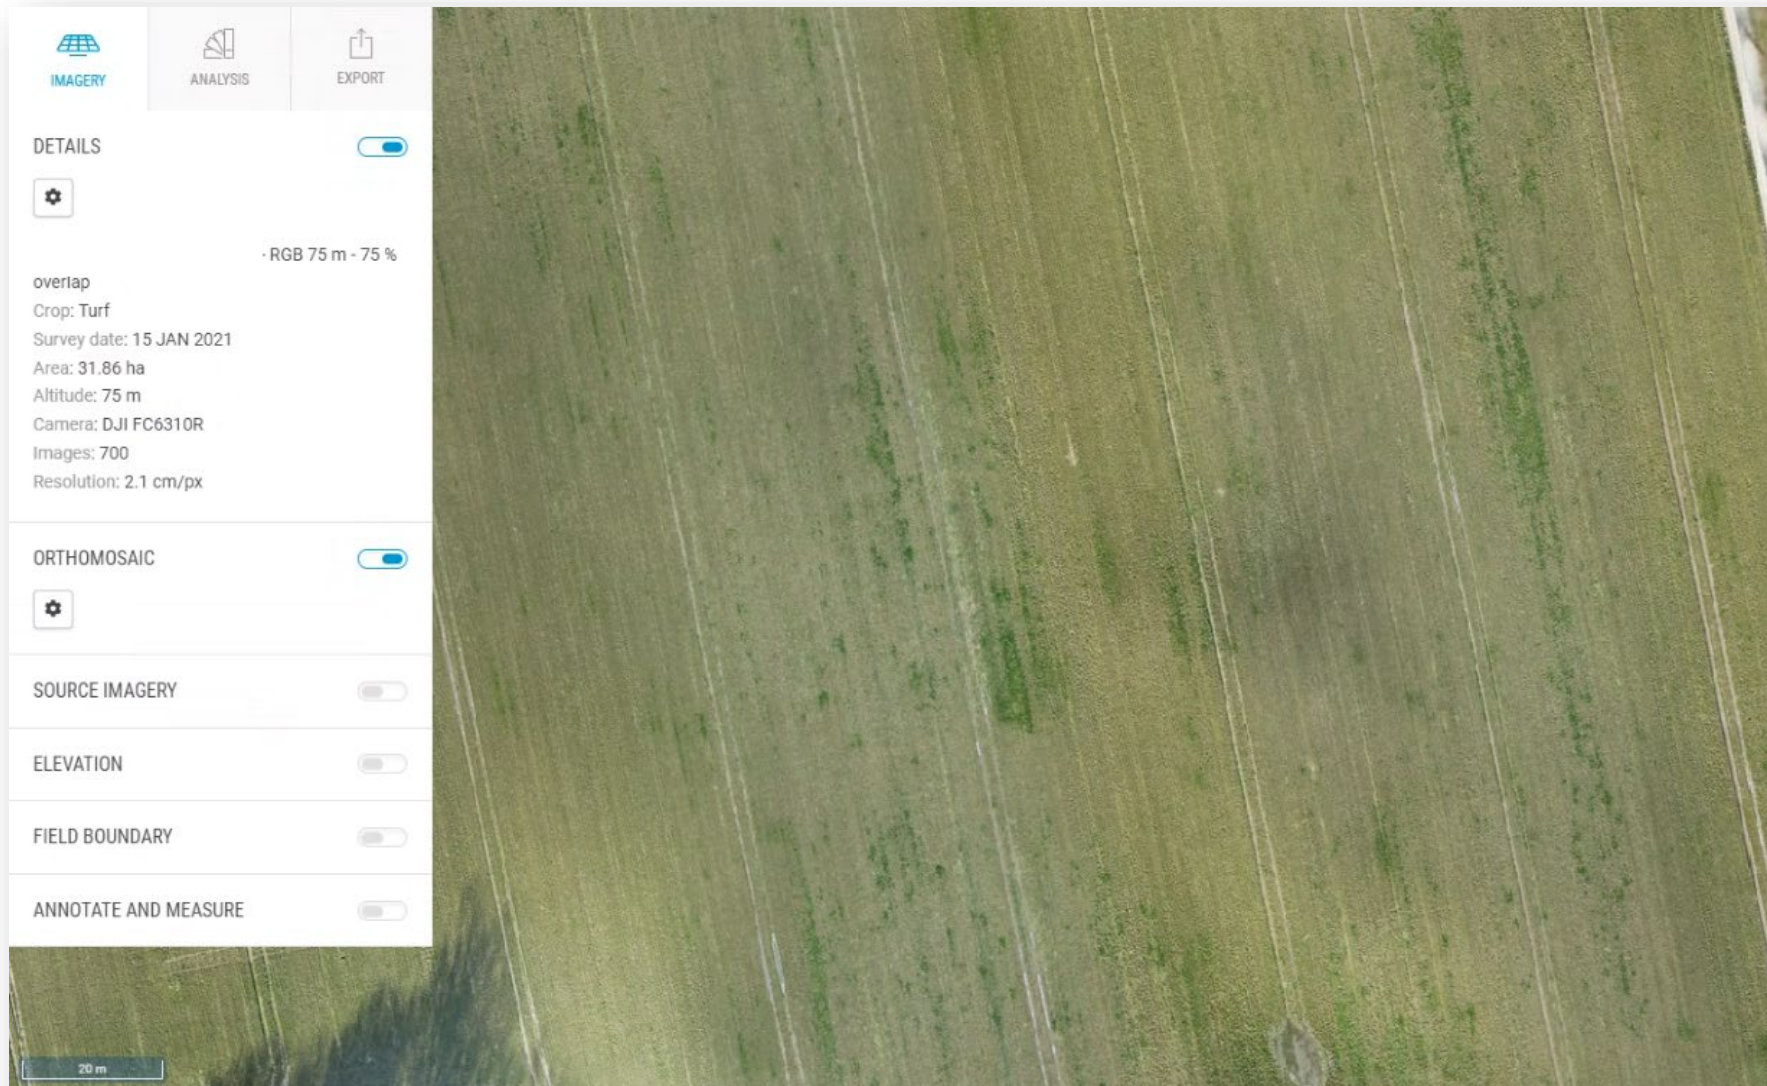 IMAGERY
ANALYSIS
EXPORT
DETAILS
· RGB 75 m - 75 %
overlap
Crop: Turf
Survey date: 15 JAN 2021
Area: 31.86 ha
Altitude: 75 m
Camera: DJI FC6310R
Images: 700
Resolution: 2.1 cm/px
ORTHOMOSAIC
SOURCE IMAGERY
ELEVATION
FIELD BOUNDARY
ANNOTATE AND MEASURE
20 m